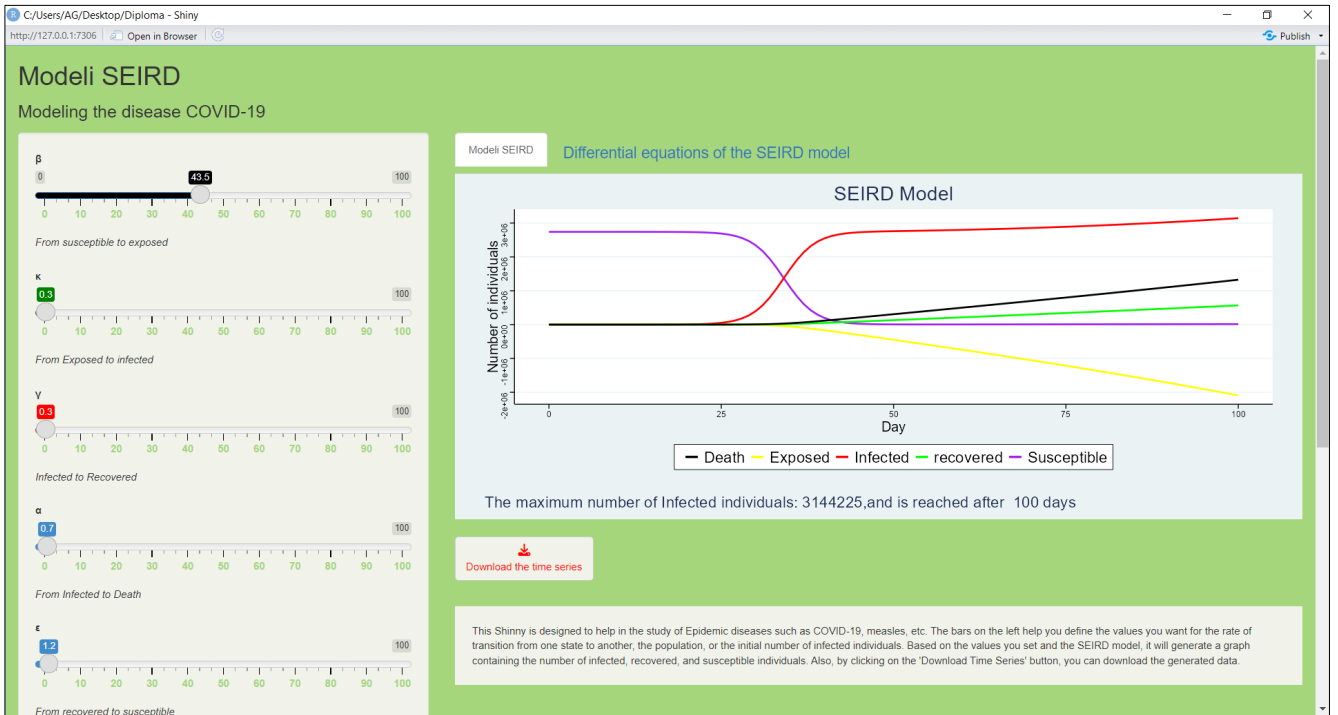 C:/Users/AG/Desktop/Diploma - Shiny
http://127.0.0.1:7306
Open in Browser
Publish
Modeli SEIRD
Modeling the disease COVID-19
β
0
43.5
100
0 10 20 30 40 50 60 70 80 90 100
From susceptible to exposed
κ
0.3
100
0 10 20 30 40 50 60 70 80 90 100
From Exposed to infected
γ
0.3
100
0 10 20 30 40 50 60 70 80 90 100
Infected to Recovered
α
0.7
100
0 10 20 30 40 50 60 70 80 90 100
From Infected to Death
ε
1.2
100
0 10 20 30 40 50 60 70 80 90 100
From recovered to susceptible
Modeli SEIRD
Differential equations of the SEIRD model
SEIRD Model
Number of individuals
3e+06
2e+06
1e+06
0e+00
-1e+06
-2e+06
0 25 50 75 100
Day
Death Exposed Infected recovered Susceptible
The maximum number of Infected individuals: 3144225,and is reached after 100 days
Download the time series
This Shinny is designed to help in the study of Epidemic diseases such as COVID-19, measles, etc. The bars on the left help you define the values you want for the rate of
transition from one state to another, the population, or the initial number of infected individuals. Based on the values you set and the SEIRD model, it will generate a graph
containing the number of infected, recovered, and susceptible individuals. Also, by clicking on the 'Download Time Series' button, you can download the generated data.